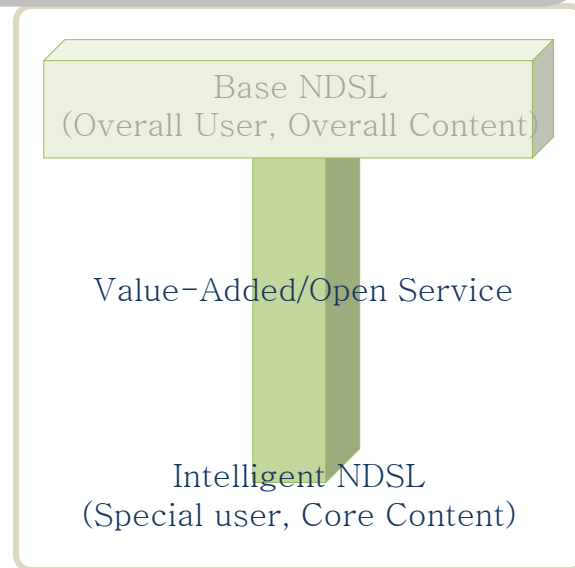 Base NDSL
(Overall User, Overall Content)
Value-Added/Open Service
Intelligent NDSL
(Special user, Core Content)